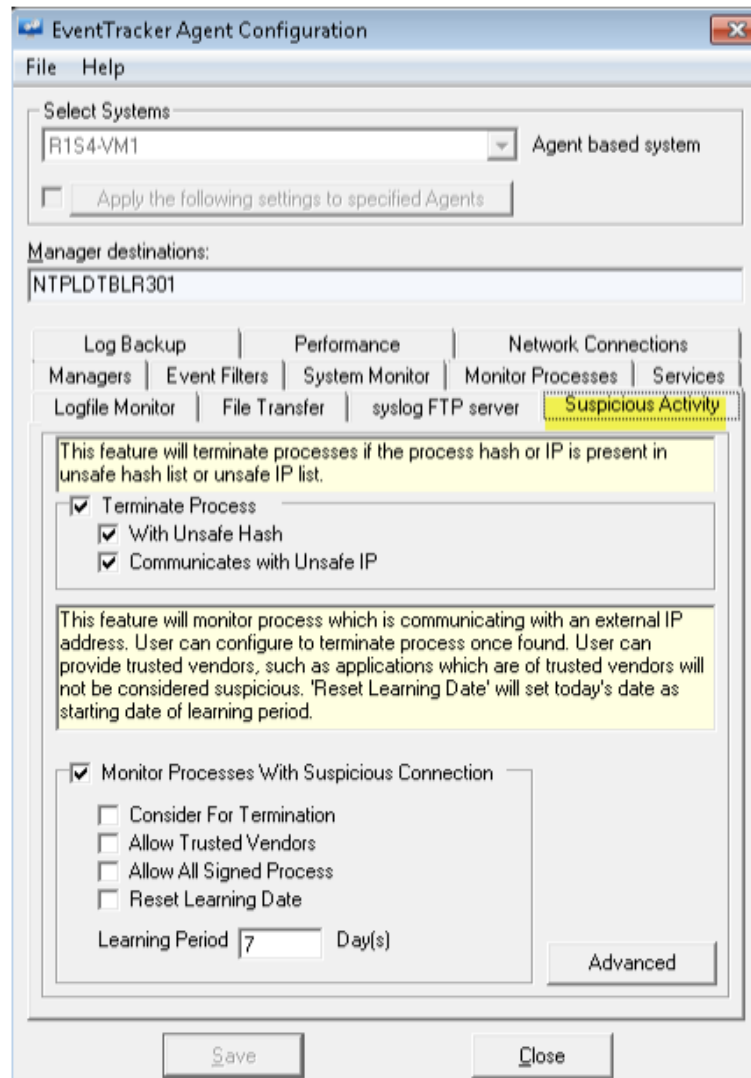 EventTracker Agent Configuration
File Help
Select Systems
R1S4-VM1 Agent based system
Apply the following settings to specified Agents
Manager destinations:
NTPLDTBLR301
Log Backup Performance Network Connections
Managers Event Filters System Monitor Monitor Processes Services
Logfile Monitor File Transfer syslog FTP server Suspicious Activity
This feature will terminate processes if the process hash or IP is present in
unsafe hash list or unsafe IP list.
Terminate Process
With Unsafe Hash
Communicates with Unsafe IP
This feature will monitor process which is communicating with an external IP
address. User can configure to terminate process once found. User can
provide trusted vendors, such as applications which are of trusted vendors will
not be considered suspicious. 'Reset Learning Date' will set today's date as
starting date of learning period.
Monitor Processes With Suspicious Connection
Consider For Termination
Allow Trusted Vendors
Allow All Signed Process
Reset Learning Date
Learning Period 7 Day(s)
Advanced
Save Close